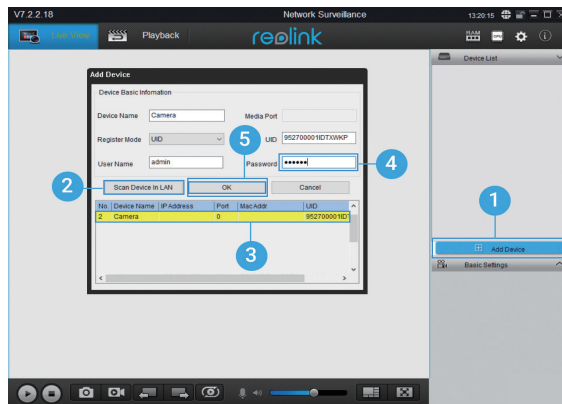 V7.2.2.18 Network Surveillance 13:20:15
Live View Playback reolink RAM CPU
Device List
Add Device
Device Basic Infomation
Device Name Camera Media Port
Register Mode UID 5 UID 952700001IDTXWKP
User Name admin Password ●●●●●● 4
2 Scan Device In LAN OK Cancel
No. Device Name IP Address Port Mac Addr UID
2 Camera 0 952700001IDT
3
1
Add Device
Basic Settings